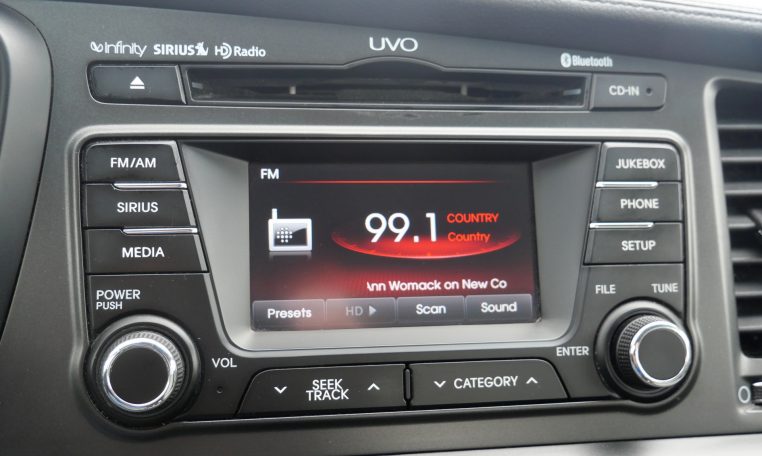 infinity SIRIUS HD Radio
UVO
Bluetooth
CD-IN
FM/AM
SIRIUS
MEDIA
FM
99.1
COUNTRY
Country
Ann Womack on New Co
Presets
HD
Scan
Sound
JUKEBOX
PHONE
SETUP
POWER
PUSH
VOL
SEEK
TRACK
CATEGORY
FILE
TUNE
ENTER
0